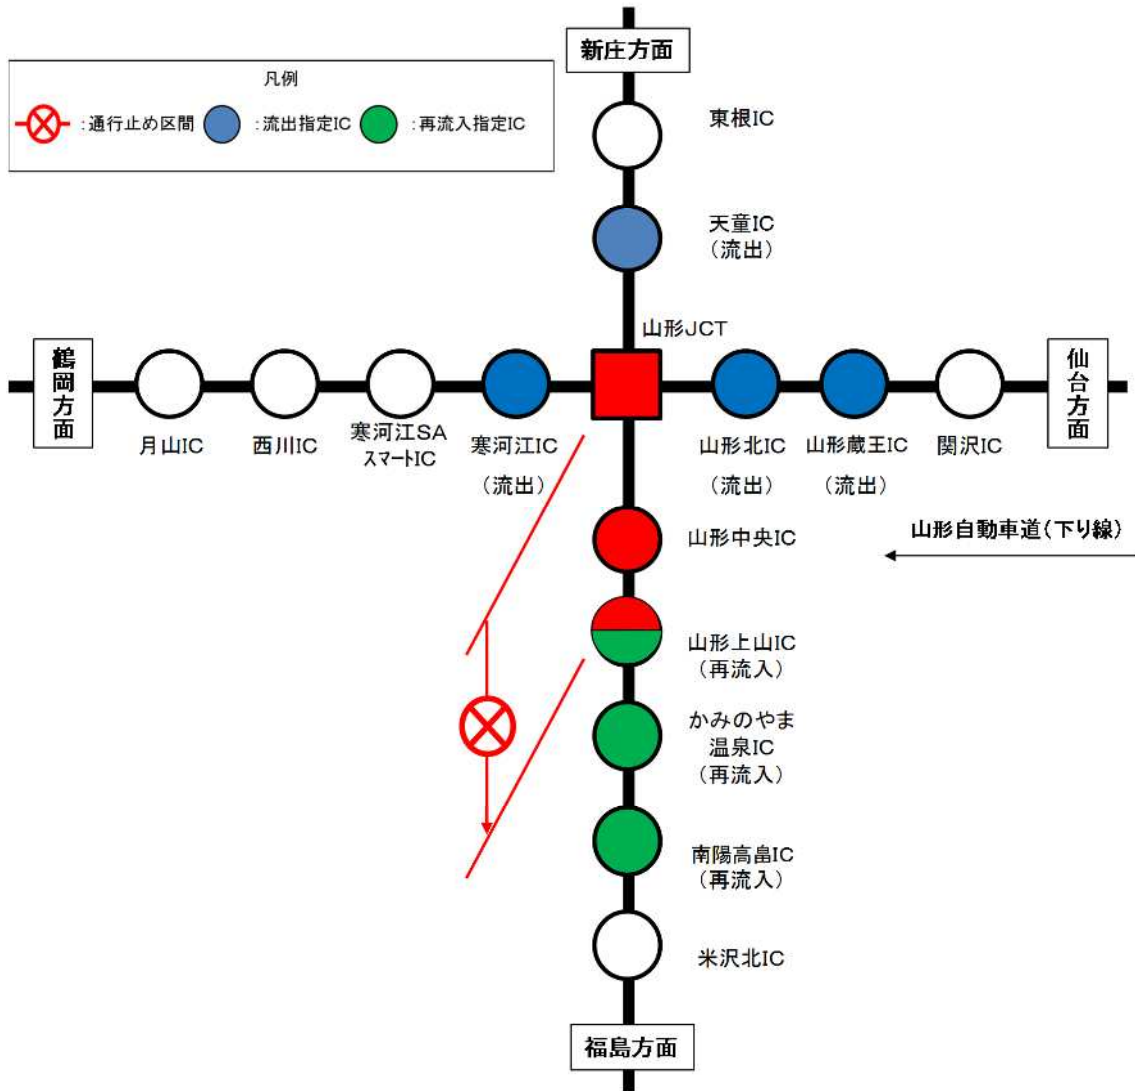 新庄方面
凡例
:通行止め区間
:流出指定IC
:再流入指定IC
東根IC
天童IC
(流出)
山形JCT
鶴岡方面
仙台方面
月山IC
西川IC
寒河江SA
スマートIC
寒河江IC
(流出)
山形北IC
(流出)
山形蔵王IC
(流出)
関沢IC
山形自動車道(下り線)
山形中央IC
山形上山IC
(再流入)
かみのやま
温泉IC
(再流入)
南陽高畠IC
(再流入)
米沢北IC
福島方面